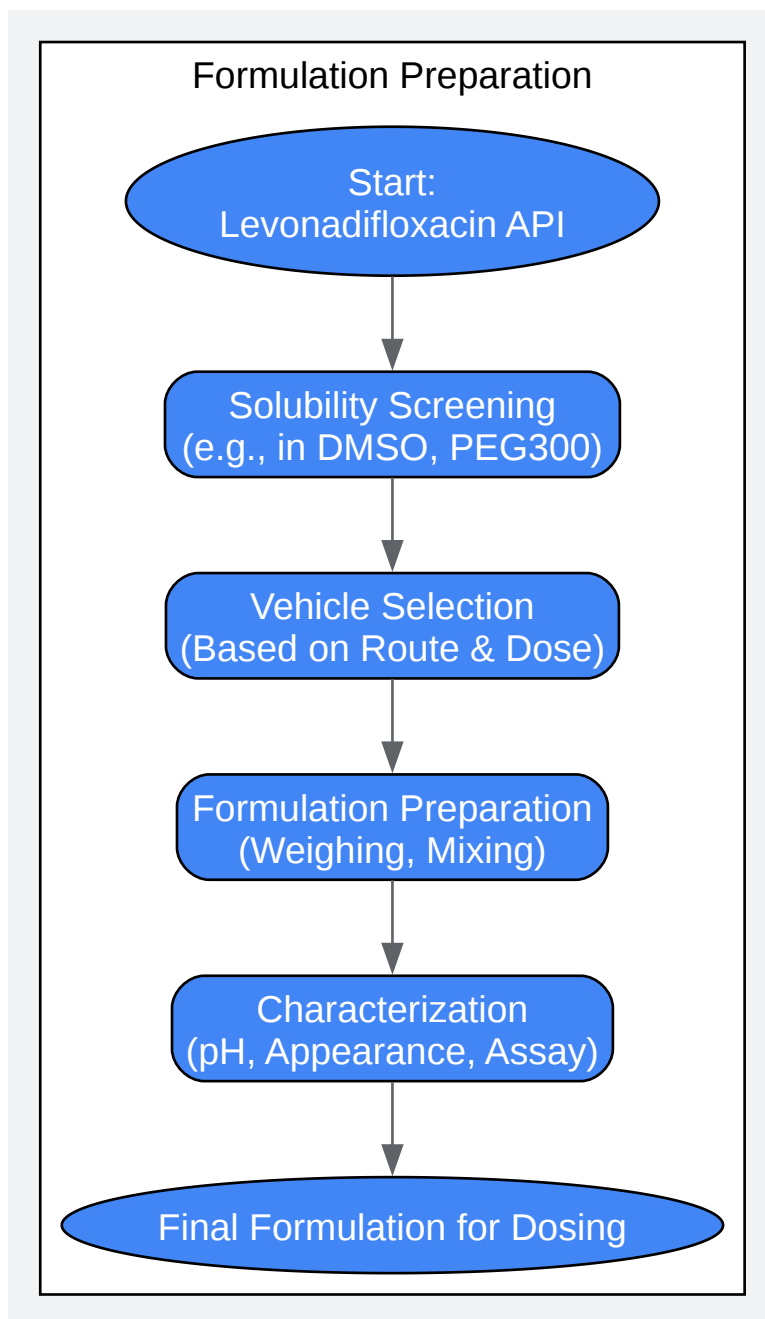 Formulation Preparation
Start:
Levonadifloxacin API
Solubility Screening
(e.g., in DMSO, PEG300)
Vehicle Selection
(Based on Route & Dose)
Formulation Preparation
(Weighing, Mixing)
Characterization
(pH, Appearance, Assay)
Final Formulation for Dosing